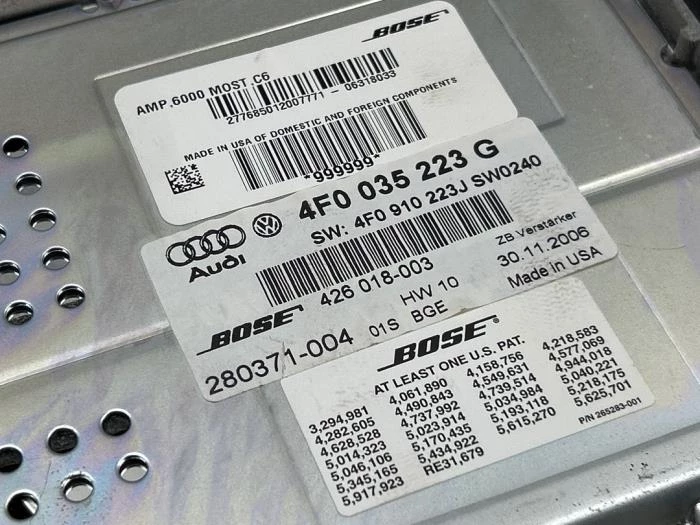 BOSE
AMP.6000 MOST C6
277685012007771 - 06318033
MADE IN USA OF DOMESTIC AND FOREIGN COMPONENTS
*999999*
4F0 035 223 G
SW: 4F0 910 223J SW0240
Audi
426 018-003
ZB Verstärker
30.11.2006
HW 10
Made in USA
BOSE
280371-004 01S BGE
BOSE
AT LEAST ONE U.S. PAT.
3,294,981 4,061,890 4,158,756 4,218,583
4,282,605 4,490,843 4,549,631 4,577,069
4,628,528 4,737,992 4,739,514 4,944,018
5,014,323 5,023,914 5,034,984 5,040,221
5,046,106 5,170,435 5,193,118 5,218,175
5,345,165 5,434,922 5,615,270 5,625,701
5,917,923 RE31,679
P/N 265283-001